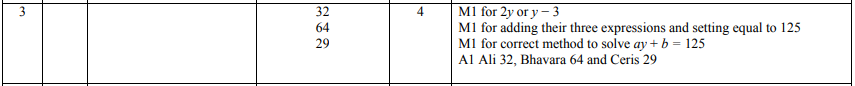 3 32 4 M1 for 2y or y – 3
64 M1 for adding their three expressions and setting equal to 125
29 M1 for correct method to solve ay + b = 125
A1 Ali 32, Bhavara 64 and Ceris 29